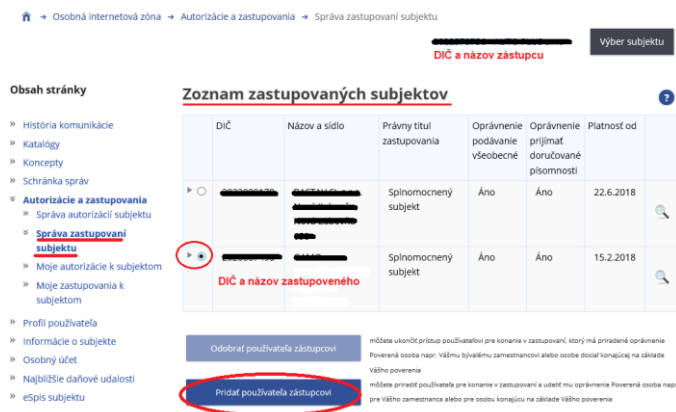 → Osobná internetová zóna → Autorizácie a zastupovania → Správa zastupovaní subjektu
Výber subjektu
DIČ a názov zástupcu
Obsah stránky
» História komunikácie
» Katalógy
» Koncepty
» Schránka správ
Autorizácie a zastupovania
» Správa autorizácií subjektu
Správa zastupovaní
subjektu
» Moje autorizácie k subjektom
» Moje zastupovania k
subjektom
» Profil používateľa
» Informácie o subjekte
» Osobný účet
» Najbližšie daňové udalosti
» eSpis subjektu
Zoznam zastupovaných subjektov
?
DIČ Názov a sídlo Právny titul Oprávnenie Oprávnenie Platnosť od
zastupovania podávanie prijímať
všeobecné doručované
písomnosti
Splnomocnený Áno Áno 22.6.2018
subjekt
Splnomocnený Áno Áno 15.2.2018
subjekt
DIČ a názov zastupoveného
Odobrať používateľa zástupcovi
môžete ukončiť prístup používateľovi pre konanie v zastupovaní, ktorý má priradené oprávnenie
Poverená osoba napr. Vášmu bývalému zamestnancovi alebo osobe dosiaľ konajúcej na základe
Vášho poverenia
Pridať používateľa zástupcovi
môžete priradiť používateľa pre konanie v zastupovaní a udeliť mu oprávnenie Poverená osoba napr
pre Vášho zamestnanca alebo pre osobu konajúcu na základe Vášho poverenia